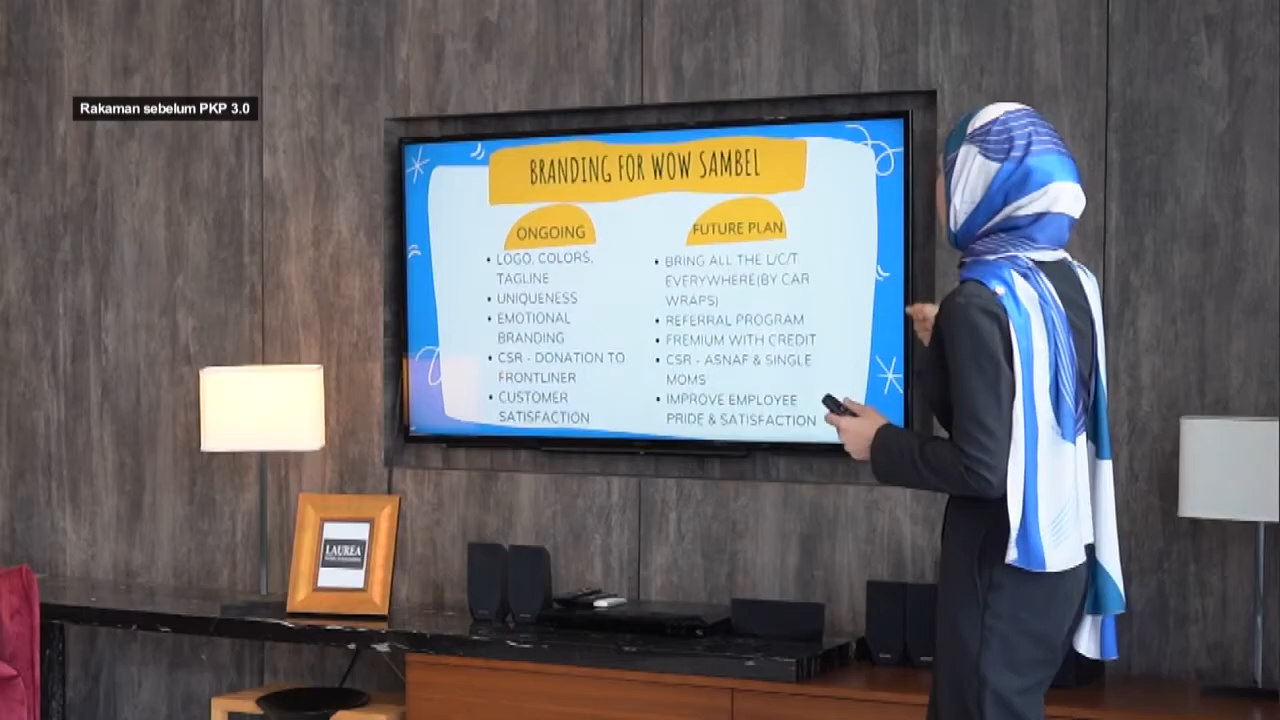 Rakaman sebelum PKP 3.0
BRANDING FOR WOW SAMBEL
ONGOING
• LOGO, COLORS,
TAGLINE
• UNIQUENESS
• EMOTIONAL
BRANDING
• CSR - DONATION TO
FRONTLINER
• CUSTOMER
SATISFACTION
FUTURE PLAN
• BRING ALL THE L/C/T
EVERYWHERE(BY CAR
WRAPS)
• REFERRAL PROGRAM
• FREMIUM WITH CREDIT
• CSR - ASNAF & SINGLE
MOMS
• IMPROVE EMPLOYEE
PRIDE & SATISFACTION
LAUREA